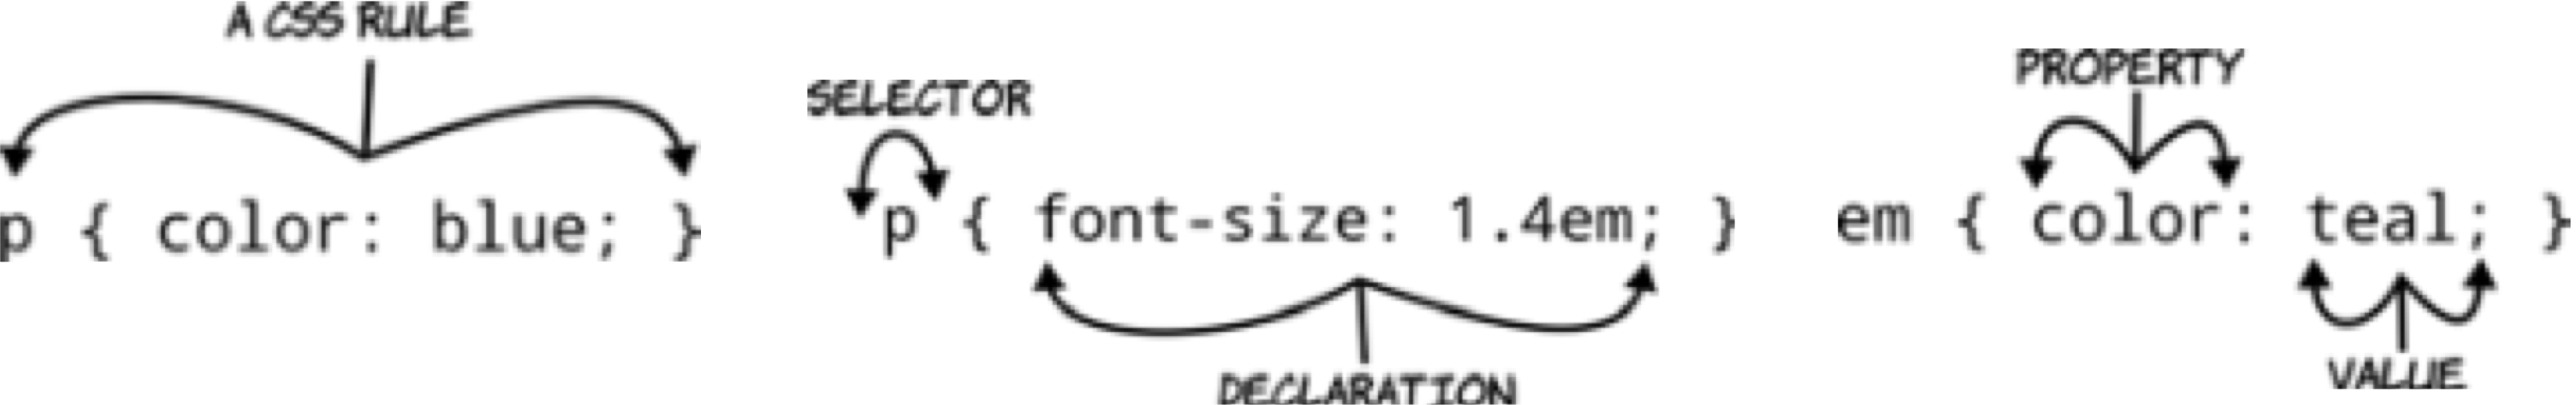 A CSS RULE
p { color: blue; }
SELECTOR
p { font-size: 1.4em; }
DECLARATION
PROPERTY
em { color: teal; }
VALUE